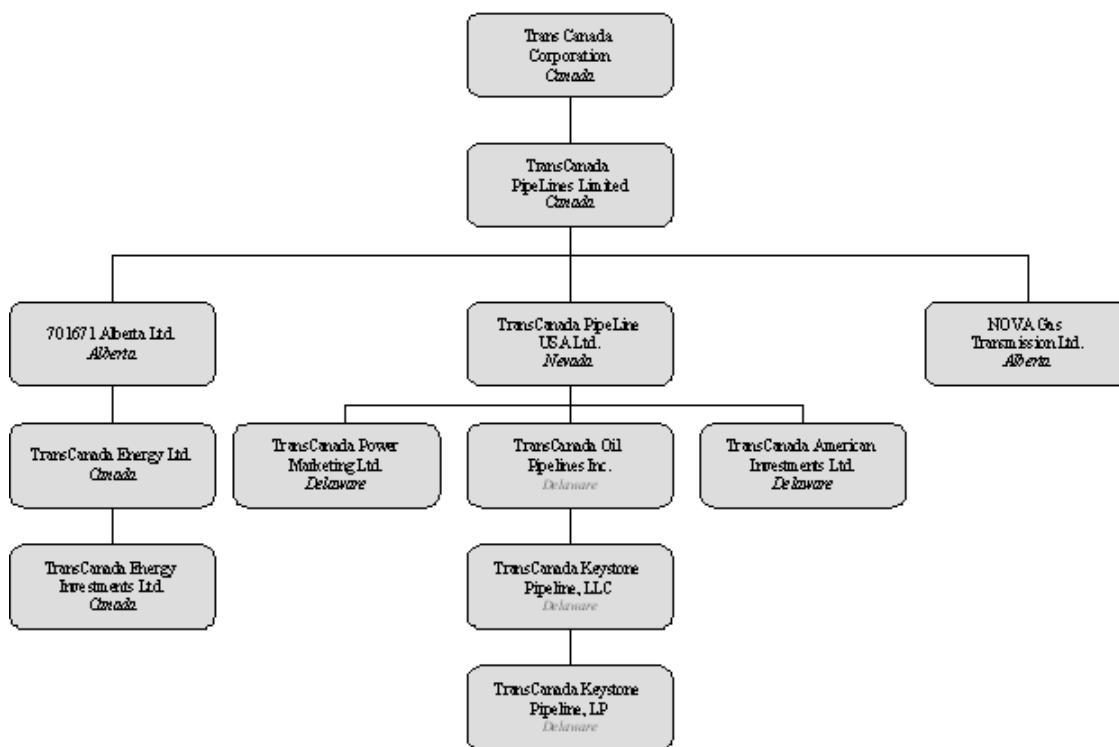 Trans Canada
Corporation
Canada
TransCanada
PipeLines Limited
Canada
701671 Alberta Ltd.
Alberta
TransCanada PipeLine
USA Ltd.
Nevada
NOVA Gas
Transmission Ltd.
Alberta
TransCanada Energy Ltd.
Canada
TransCanada Power
Marketing Ltd.
Delaware
TransCanada Oil
Pipelines Inc.
Delaware
TransCanada American
Investments Ltd.
Delaware
TransCanada Energy
Investments Ltd.
Canada
TransCanada Keystone
Pipeline, LLC
Delaware
TransCanada Keystone
Pipeline, LP
Delaware